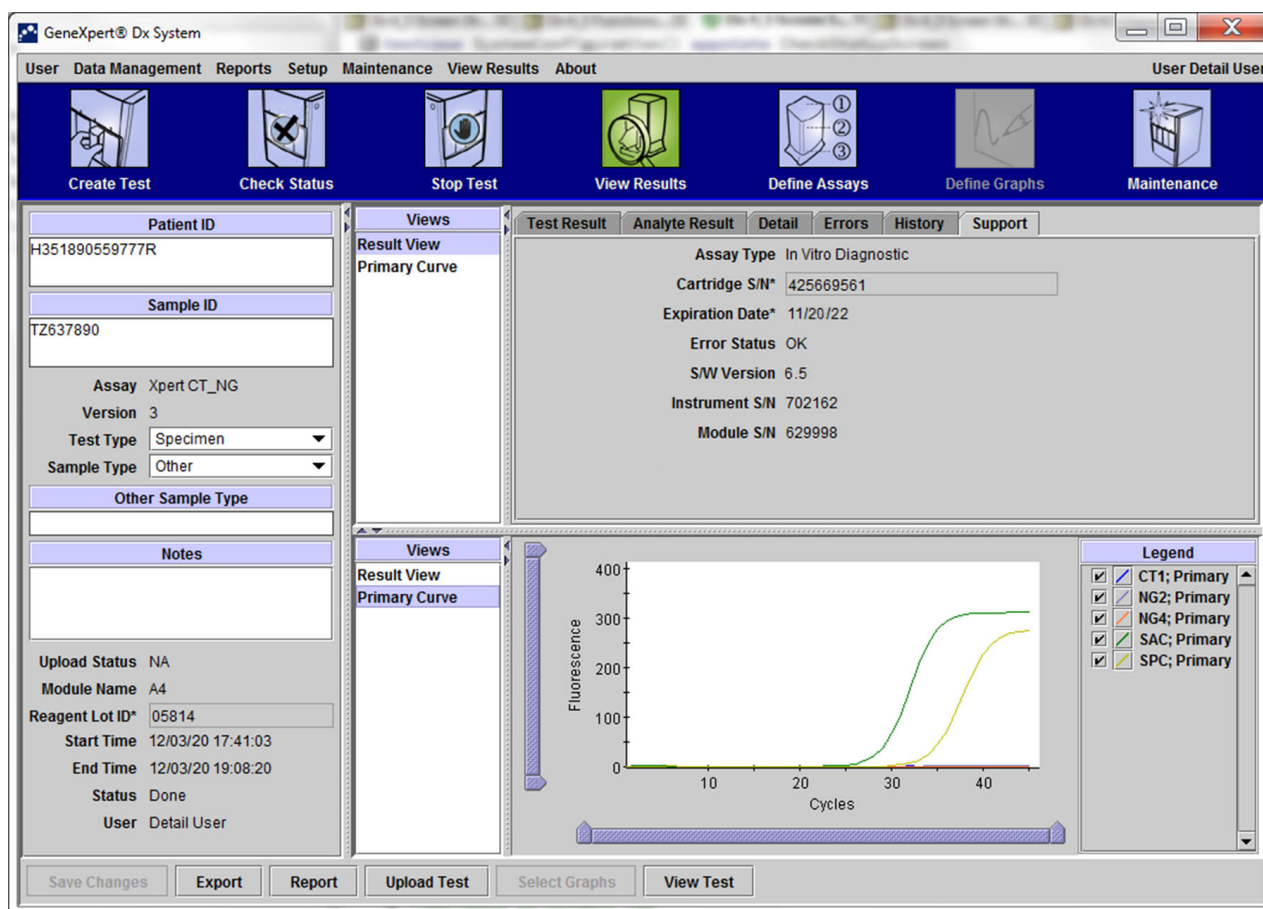 GeneXpert® Dx System
User Data Management Reports Setup Maintenance View Results About
User Detail User
Create Test
Check Status
Stop Test
View Results
Define Assays
Define Graphs
Maintenance
Patient ID
H351890559777R
Sample ID
TZ637890
Assay Xpert CT_NG
Version 3
Test Type Specimen
Sample Type Other
Other Sample Type
Notes
Upload Status NA
Module Name A4
Reagent Lot ID* 05814
Start Time 12/03/20 17:41:03
End Time 12/03/20 19:08:20
Status Done
User Detail User
Views
Result View
Primary Curve
Test Result Analyte Result Detail Errors History Support
Assay Type In Vitro Diagnostic
Cartridge S/N* 425669561
Expiration Date* 11/20/22
Error Status OK
S/W Version 6.5
Instrument S/N 702162
Module S/N 629998
Views
Result View
Primary Curve
Fluorescence
400
300
200
100
0
10 20 30 40
Cycles
Legend
CT1; Primary
NG2; Primary
NG4; Primary
SAC; Primary
SPC; Primary
Save Changes Export Report Upload Test Select Graphs View Test